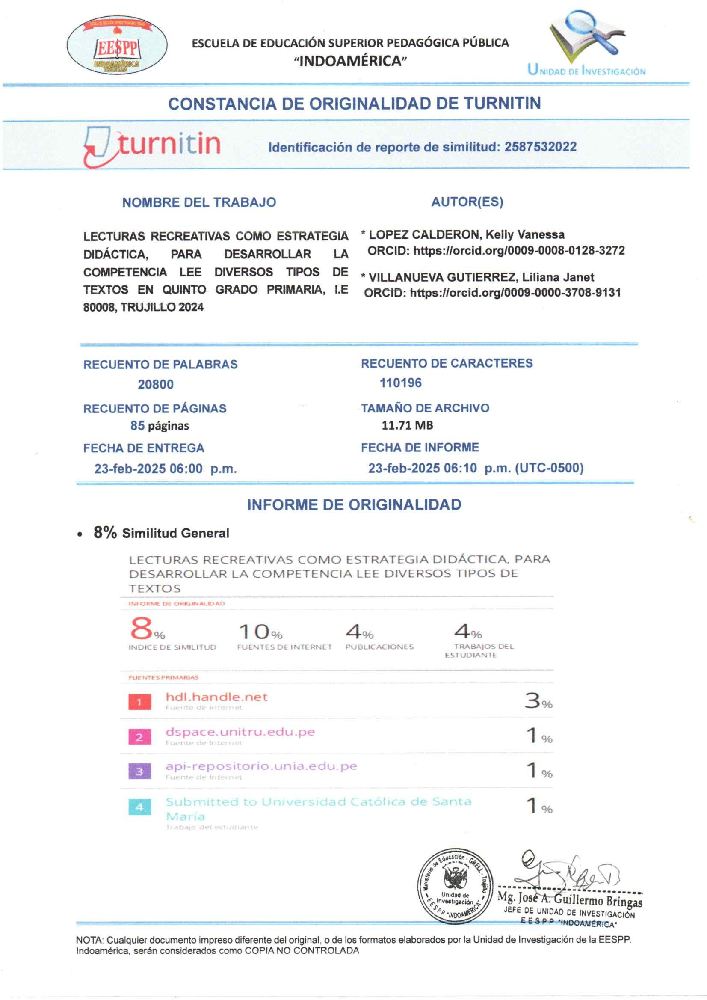 EESPP
INDOAMÉRICA
TRUJILLO
ESCUELA DE EDUCACIÓN SUPERIOR PEDAGÓGICA PÚBLICA
“INDOAMÉRICA”
UNIDAD DE INVESTIGACIÓN
CONSTANCIA DE ORIGINALIDAD DE TURNITIN
turnitin
Identificación de reporte de similitud: 2587532022
NOMBRE DEL TRABAJO
LECTURAS RECREATIVAS COMO ESTRATEGIA
DIDÁCTICA, PARA DESARROLLAR LA
COMPETENCIA LEE DIVERSOS TIPOS DE
TEXTOS EN QUINTO GRADO PRIMARIA, I.E
80008, TRUJILLO 2024
AUTOR(ES)
* LOPEZ CALDERON, Kelly Vanessa
ORCID: https://orcid.org/0009-0008-0128-3272
* VILLANUEVA GUTIERREZ, Liliana Janet
ORCID: https://orcid.org/0009-0000-3708-9131
RECUENTO DE PALABRAS
20800
RECUENTO DE CARACTERES
110196
RECUENTO DE PÁGINAS
85 páginas
TAMAÑO DE ARCHIVO
11.71 MB
FECHA DE ENTREGA
23-feb-2025 06:00 p.m.
FECHA DE INFORME
23-feb-2025 06:10 p.m. (UTC-0500)
INFORME DE ORIGINALIDAD
• 8% Similitud General
LECTURAS RECREATIVAS COMO ESTRATEGIA DIDÁCTICA, PARA
DESARROLLAR LA COMPETENCIA LEE DIVERSOS TIPOS DE
TEXTOS
INFORME DE ORIGINALIDAD
8%
INDICE DE SIMILITUD
10%
FUENTES DE INTERNET
4%
PUBLICACIONES
4%
TRABAJOS DEL
ESTUDIANTE
FUENTES PRIMARIAS
1 hdl.handle.net 3%
Fuente de Internet
2 dspace.unitru.edu.pe 1%
Fuente de Internet
3 api-repositorio.unia.edu.pe 1%
Fuente de Internet
4 Submitted to Universidad Católica de Santa 1%
María
Trabajo del estudiante
Ministerio de Educación - GRELL - Trujillo
Unidad de
Investigación
EESPP "INDOAMÉRICA"
Mg. José A. Guillermo Bringas
JEFE DE UNIDAD DE INVESTIGACIÓN
EESPP "INDOAMÉRICA"
NOTA: Cualquier documento impreso diferente del original, o de los formatos elaborados por la Unidad de Investigación de la EESPP.
Indoamérica, serán considerados como COPIA NO CONTROLADA